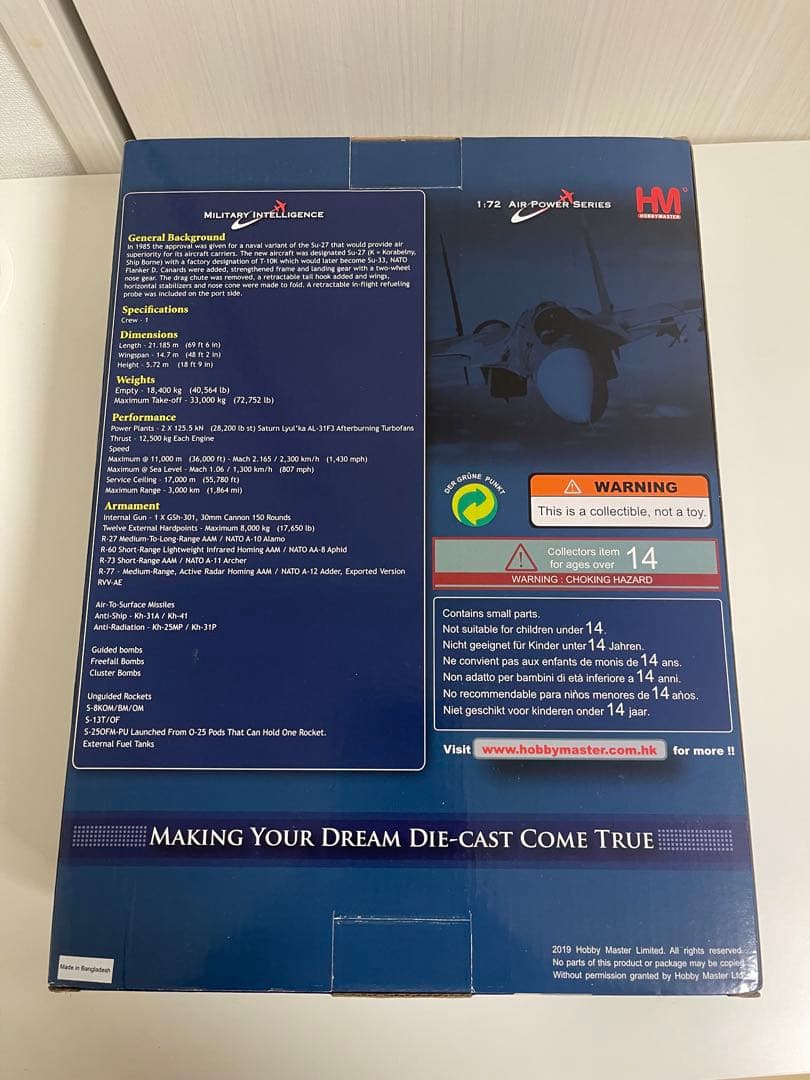 MILITARY INTELLIGENCE
General Background
In 1985 the approval was given for a naval variant of the Su-27 that would provide air
superiority for its aircraft carriers. The new aircraft was designated Su-27 (K = Korabelny,
Ship Borne) with a factory designation of T-10K which would later become Su-33, NATO
Flanker D. Canards were added, strengthened frame and landing gear with a two-wheel
nose gear. The drag chute was removed, a retractable tail hook added and wings,
horizontal stabilizers and nose cone were made to fold. A retractable in-flight refueling
probe was included on the port side.
Specifications
Crew - 1
Dimensions
Length - 21.185 m (69 ft 6 in)
Wingspan - 14.7 m (48 ft 2 in)
Height - 5.72 m (18 ft 9 in)
Weights
Empty - 18,400 kg (40,564 lb)
Maximum Take-off - 33,000 kg (72,752 lb)
Performance
Power Plants - 2 X 125.5 kN (28,200 lb st) Saturn Lyul'ka AL-31F3 Afterburning Turbofans
Thrust - 12,500 kg Each Engine
Speed
Maximum @ 11,000 m (36,000 ft) - Mach 2.165 / 2,300 km/h (1,430 mph)
Maximum @ Sea Level - Mach 1.06 / 1,300 km/h (807 mph)
Service Ceiling - 17,000 m (55,780 ft)
Maximum Range - 3,000 km (1,864 mi)
Armament
Internal Gun - 1 X GSh-301, 30mm Cannon 150 Rounds
Twelve External Hardpoints - Maximum 8,000 kg (17,650 lb)
R-27 Medium-To-Long-Range AAM / NATO A-10 Alamo
R-60 Short-Range Lightweight Infrared Homing AAM / NATO AA-8 Aphid
R-73 Short-Range AAM / NATO A-11 Archer
R-77 - Medium-Range, Active Radar Homing AAM / NATO A-12 Adder, Exported Version
RVV-AE
Air-To-Surface Missiles
Anti-Ship - Kh-31A / Kh-41
Anti-Radiation - Kh-25MP / Kh-31P
Guided bombs
Freefall Bombs
Cluster Bombs
Unguided Rockets
S-8KOM/BM/OM
S-13T/OF
S-25OFM-PU Launched From O-25 Pods That Can Hold One Rocket.
External Fuel Tanks
1:72 AIR POWER SERIES
HM
HOBBYMASTER
DER GRÜNE PUNKT
WARNING
This is a collectible, not a toy.
Collectors item
for ages over 14
WARNING : CHOKING HAZARD
Contains small parts.
Not suitable for children under 14.
Nicht geeignet für Kinder unter 14 Jahren.
Ne convient pas aux enfants de monis de 14 ans.
Non adatto per bambini di età inferiore a 14 anni.
No recommendable para niños menores de 14 años.
Niet geschikt voor kinderen onder 14 jaar.
Visit www.hobbymaster.com.hk for more !!
MAKING YOUR DREAM DIE-CAST COME TRUE
Made in Bangladesh
2019 Hobby Master Limited. All rights reserved.
No parts of this product or package may be copied
Without permission granted by Hobby Master Ltd